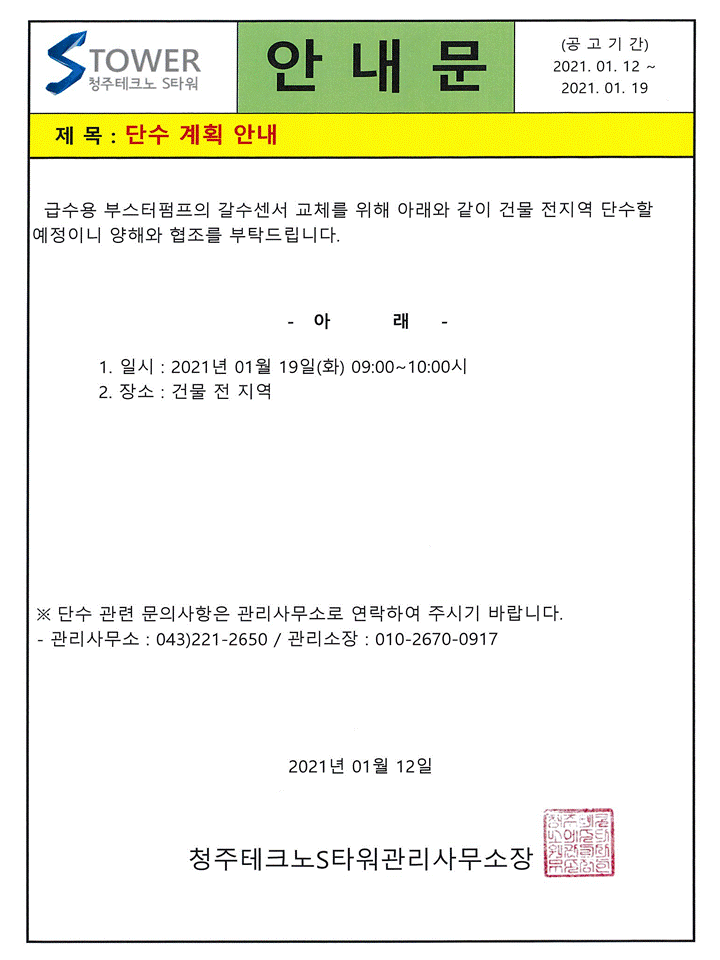 STOWER
청주테크노 S타워
안 내 문
(공 고 기 간)
2021. 01. 12 ~
2021. 01. 19
제 목 : 단수 계획 안내
급수용 부스터펌프의 갈수센서 교체를 위해 아래와 같이 건물 전지역 단수할
예정이니 양해와 협조를 부탁드립니다.
- 아 래 -
1. 일시 : 2021년 01월 19일(화) 09:00~10:00시
2. 장소 : 건물 전 지역
※ 단수 관련 문의사항은 관리사무소로 연락하여 주시기 바랍니다.
- 관리사무소 : 043)221-2650 / 관리소장 : 010-2670-0917
2021년 01월 12일
청주테크노S타워관리사무소장